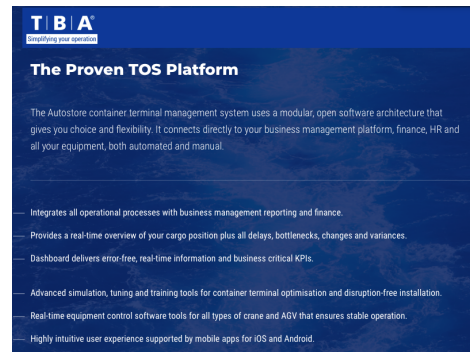 T|B|A®
Simplifying your operation
The Proven TOS Platform
The Autostore container terminal management system uses a modular, open software architecture that
gives you choice and flexibility. It connects directly to your business management platform, finance, HR and
all your equipment, both automated and manual.
— Integrates all operational processes with business management reporting and finance.
— Provides a real-time overview of your cargo position plus all delays, bottlenecks, changes and variances.
— Dashboard delivers error-free, real-time information and business critical KPIs.
— Advanced simulation, tuning and training tools for container terminal optimisation and disruption-free installation.
— Real-time equipment control software tools for all types of crane and AGV that ensures stable operation.
— Highly intuitive user experience supported by mobile apps for iOS and Android.